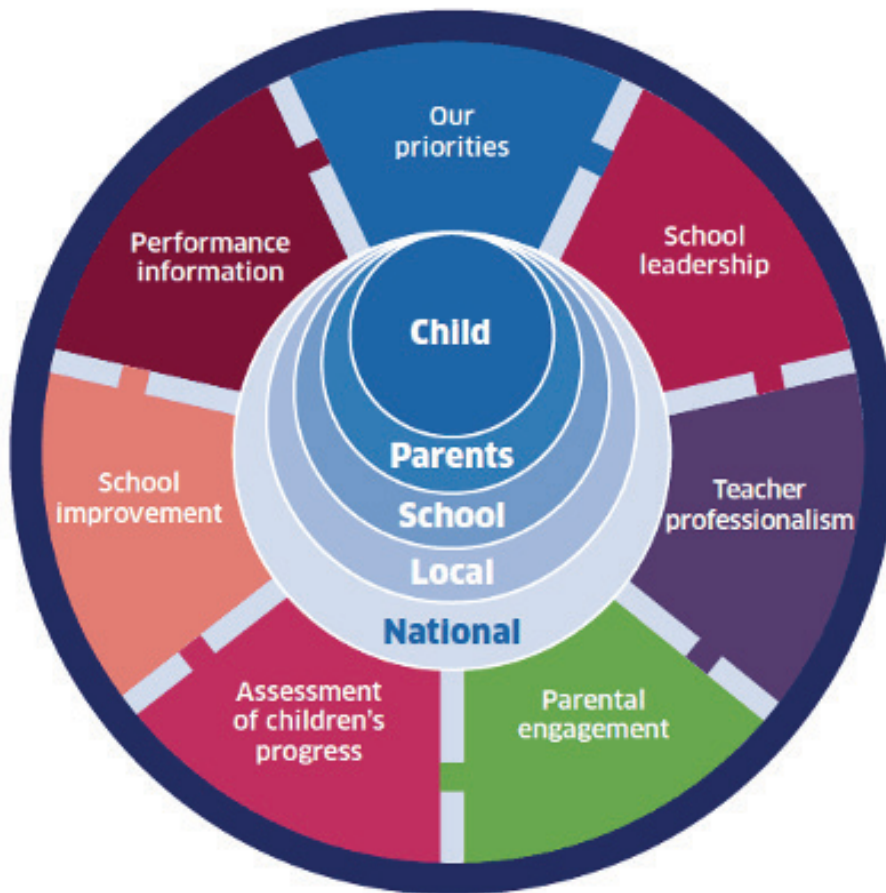 Our
priorities
School
leadership
Teacher
professionalism
Parental
engagement
Assessment
of children's
progress
School
improvement
Performance
information
Child
Parents
School
Local
National